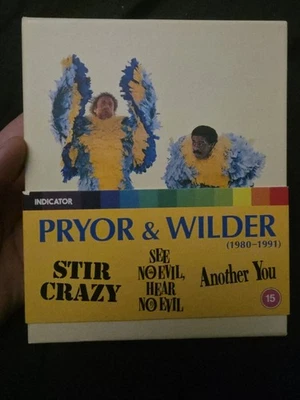 INDICATOR
PRYOR & WILDER
(1980-1991)
STIR
CRAZY
SEE
NO EVIL,
HEAR
NO EVIL
Another You
15